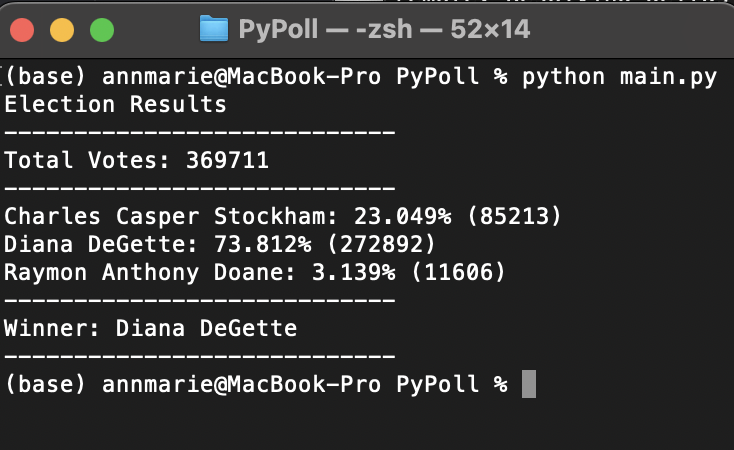 PyPoll — -zsh — 52×14
(base) annmarie@MacBook-Pro PyPoll % python main.py
Election Results
----------------------------
Total Votes: 369711
----------------------------
Charles Casper Stockham: 23.049% (85213)
Diana DeGette: 73.812% (272892)
Raymon Anthony Doane: 3.139% (11606)
----------------------------
Winner: Diana DeGette
----------------------------
(base) annmarie@MacBook-Pro PyPoll %